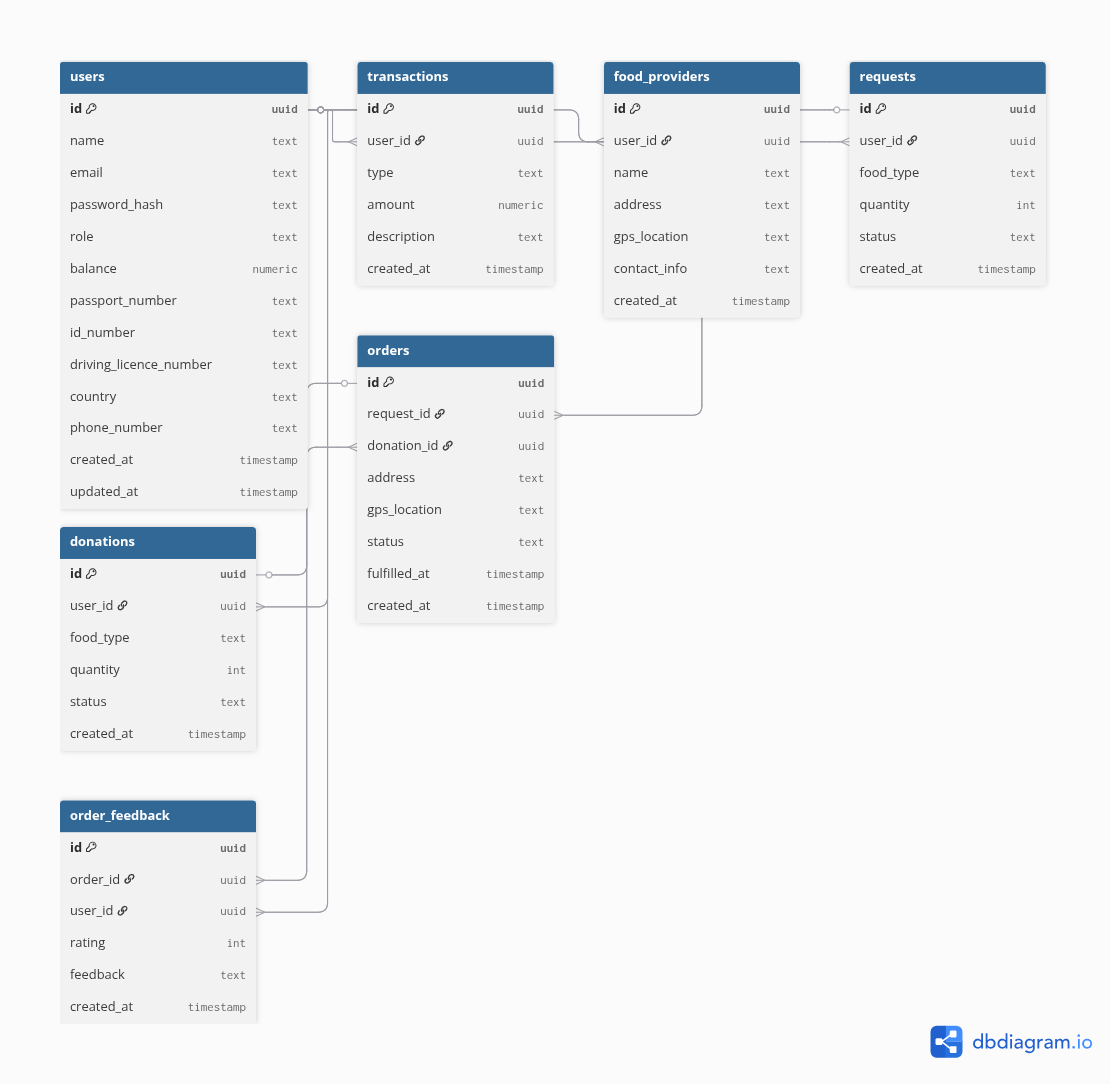 users
id uuid
name text
email text
password_hash text
role text
balance numeric
passport_number text
id_number text
driving_licence_number text
country text
phone_number text
created_at timestamp
updated_at timestamp
transactions
id uuid
user_id uuid
type text
amount numeric
description text
created_at timestamp
food_providers
id uuid
user_id uuid
name text
address text
gps_location text
contact_info text
created_at timestamp
requests
id uuid
user_id uuid
food_type text
quantity int
status text
created_at timestamp
orders
id uuid
request_id uuid
donation_id uuid
address text
gps_location text
status text
fulfilled_at timestamp
created_at timestamp
donations
id uuid
user_id uuid
food_type text
quantity int
status text
created_at timestamp
order_feedback
id uuid
order_id uuid
user_id uuid
rating int
feedback text
created_at timestamp
dbdiagram.io